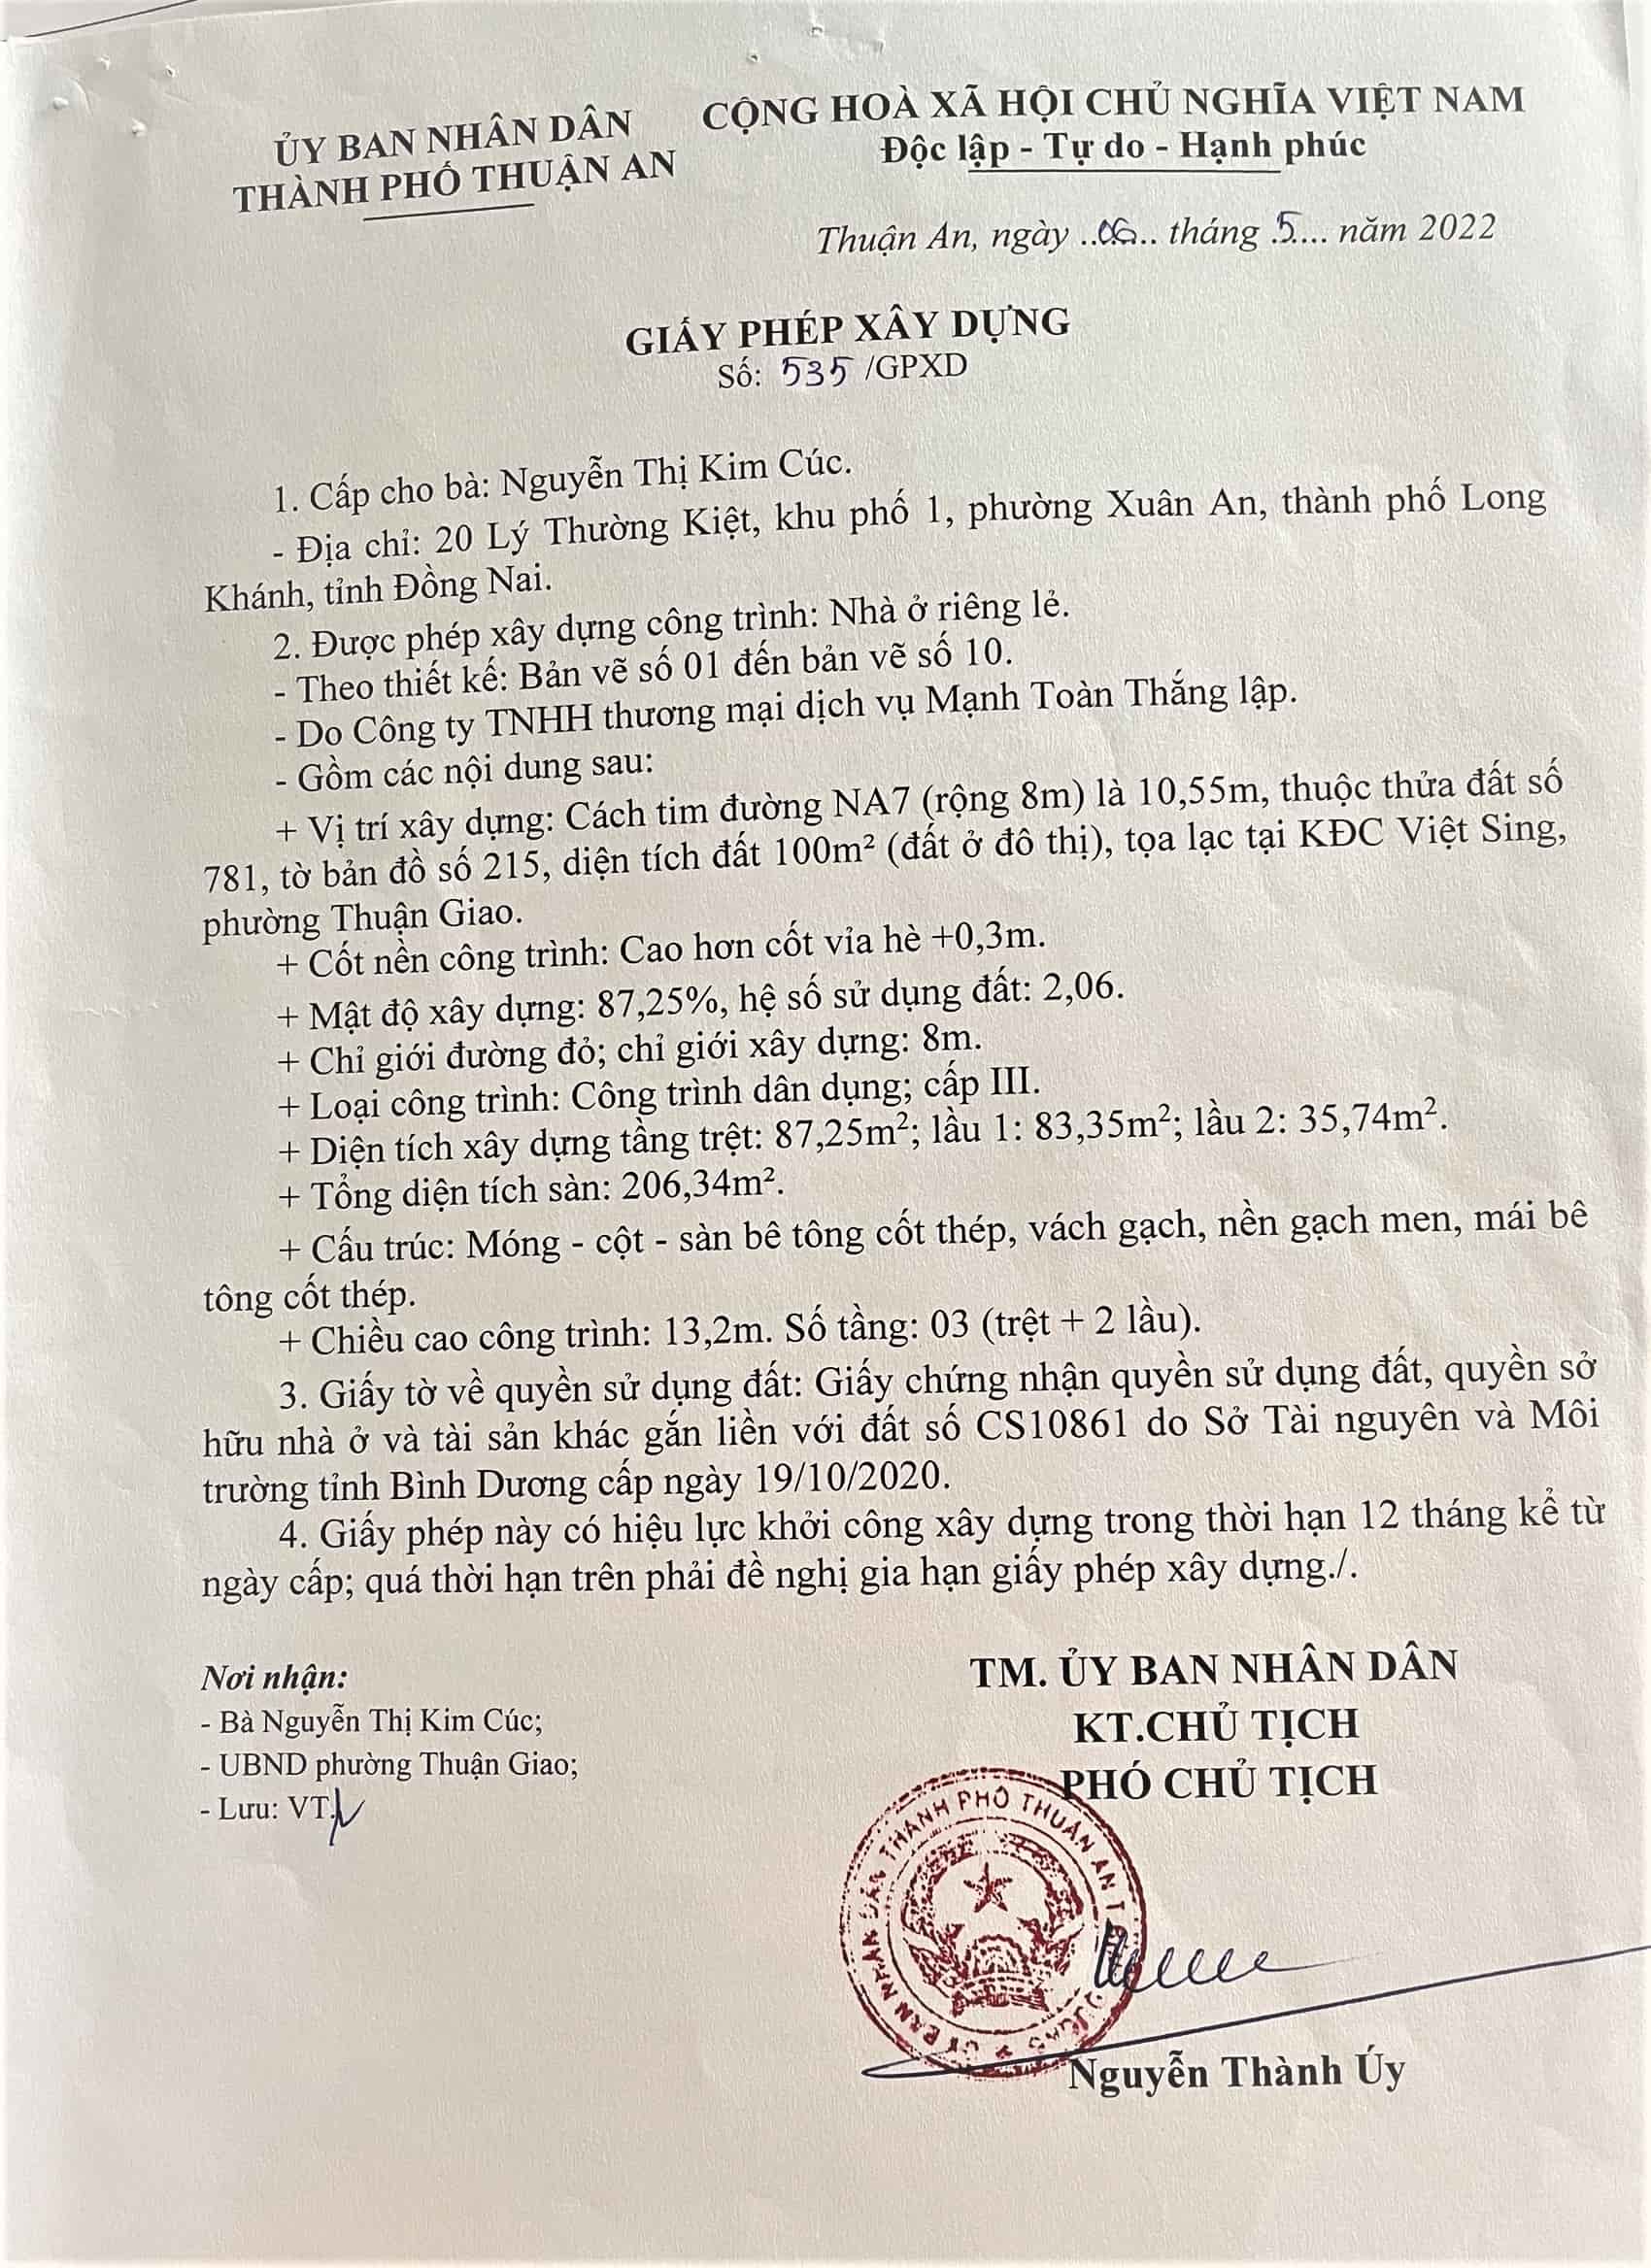 ỦY BAN NHÂN DÂN
THÀNH PHỐ THUẬN AN
CỘNG HOÀ XÃ HỘI CHỦ NGHĨA VIỆT NAM
Độc lập - Tự do - Hạnh phúc
Thuận An, ngày ..06.. tháng .5.... năm 2022
GIẤY PHÉP XÂY DỰNG
Số: 535 /GPXD
1. Cấp cho bà: Nguyễn Thị Kim Cúc.
- Địa chỉ: 20 Lý Thường Kiệt, khu phố 1, phường Xuân An, thành phố Long
Khánh, tỉnh Đồng Nai.
2. Được phép xây dựng công trình: Nhà ở riêng lẻ.
- Theo thiết kế: Bản vẽ số 01 đến bản vẽ số 10.
- Do Công ty TNHH thương mại dịch vụ Mạnh Toàn Thắng lập.
- Gồm các nội dung sau:
+ Vị trí xây dựng: Cách tim đường NA7 (rộng 8m) là 10,55m, thuộc thửa đất số
781, tờ bản đồ số 215, diện tích đất 100m² (đất ở đô thị), tọa lạc tại KĐC Việt Sing,
phường Thuận Giao.
+ Cốt nền công trình: Cao hơn cốt vỉa hè +0,3m.
+ Mật độ xây dựng: 87,25%, hệ số sử dụng đất: 2,06.
+ Chỉ giới đường đỏ; chỉ giới xây dựng: 8m.
+ Loại công trình: Công trình dân dụng; cấp III.
+ Diện tích xây dựng tầng trệt: 87,25m²; lầu 1: 83,35m²; lầu 2: 35,74m².
+ Tổng diện tích sàn: 206,34m².
+ Cấu trúc: Móng - cột - sàn bê tông cốt thép, vách gạch, nền gạch men, mái bê
tông cốt thép.
+ Chiều cao công trình: 13,2m. Số tầng: 03 (trệt + 2 lầu).
3. Giấy tờ về quyền sử dụng đất: Giấy chứng nhận quyền sử dụng đất, quyền sở
hữu nhà ở và tài sản khác gắn liền với đất số CS10861 do Sở Tài nguyên và Môi
trường tỉnh Bình Dương cấp ngày 19/10/2020.
4. Giấy phép này có hiệu lực khởi công xây dựng trong thời hạn 12 tháng kể từ
ngày cấp; quá thời hạn trên phải đề nghị gia hạn giấy phép xây dựng./.
Nơi nhận:
- Bà Nguyễn Thị Kim Cúc;
- UBND phường Thuận Giao;
- Lưu: VT.
TM. ỦY BAN NHÂN DÂN
KT.CHỦ TỊCH
PHÓ CHỦ TỊCH
ỦY BAN NHÂN DÂN THÀNH PHỐ THUẬN AN T
Nguyễn Thành Úy